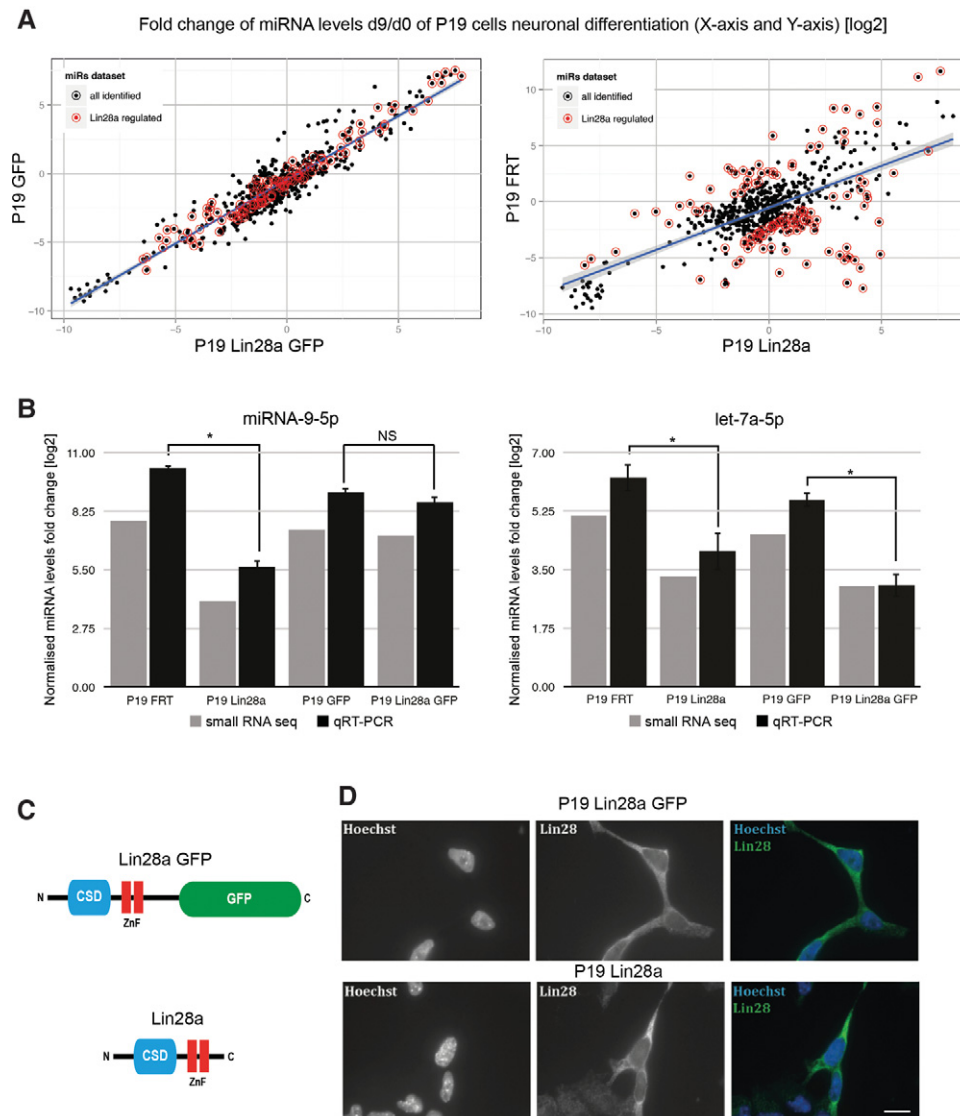 A
Fold change of miRNA levels d9/d0 of P19 cells neuronal differentiation (X-axis and Y-axis) [log2]
miRs dataset
all identified
Lin28a regulated
P19 GFP
5
0
−5
−10
−10
−5
0
5
P19 Lin28a GFP
miRs dataset
all identified
Lin28a regulated
P19 FRT
10
5
0
−5
−10
−10
−5
0
5
P19 Lin28a
B
miRNA-9-5p
Normalised miRNA levels fold change [log2]
11.00
8.25
5.50
2.75
0.00
*
NS
P19 FRT
P19 Lin28a
P19 GFP
P19 Lin28a GFP
small RNA seq
qRT-PCR
let-7a-5p
Normalised miRNA levels fold change [log2]
7.00
5.25
3.50
1.75
0.00
*
*
P19 FRT
P19 Lin28a
P19 GFP
P19 Lin28a GFP
small RNA seq
qRT-PCR
C
Lin28a GFP
N
CSD
ZnF
GFP
C
Lin28a
N
CSD
ZnF
C
D
P19 Lin28a GFP
Hoechst
Lin28
Hoechst
Lin28
P19 Lin28a
Hoechst
Lin28
Hoechst
Lin28